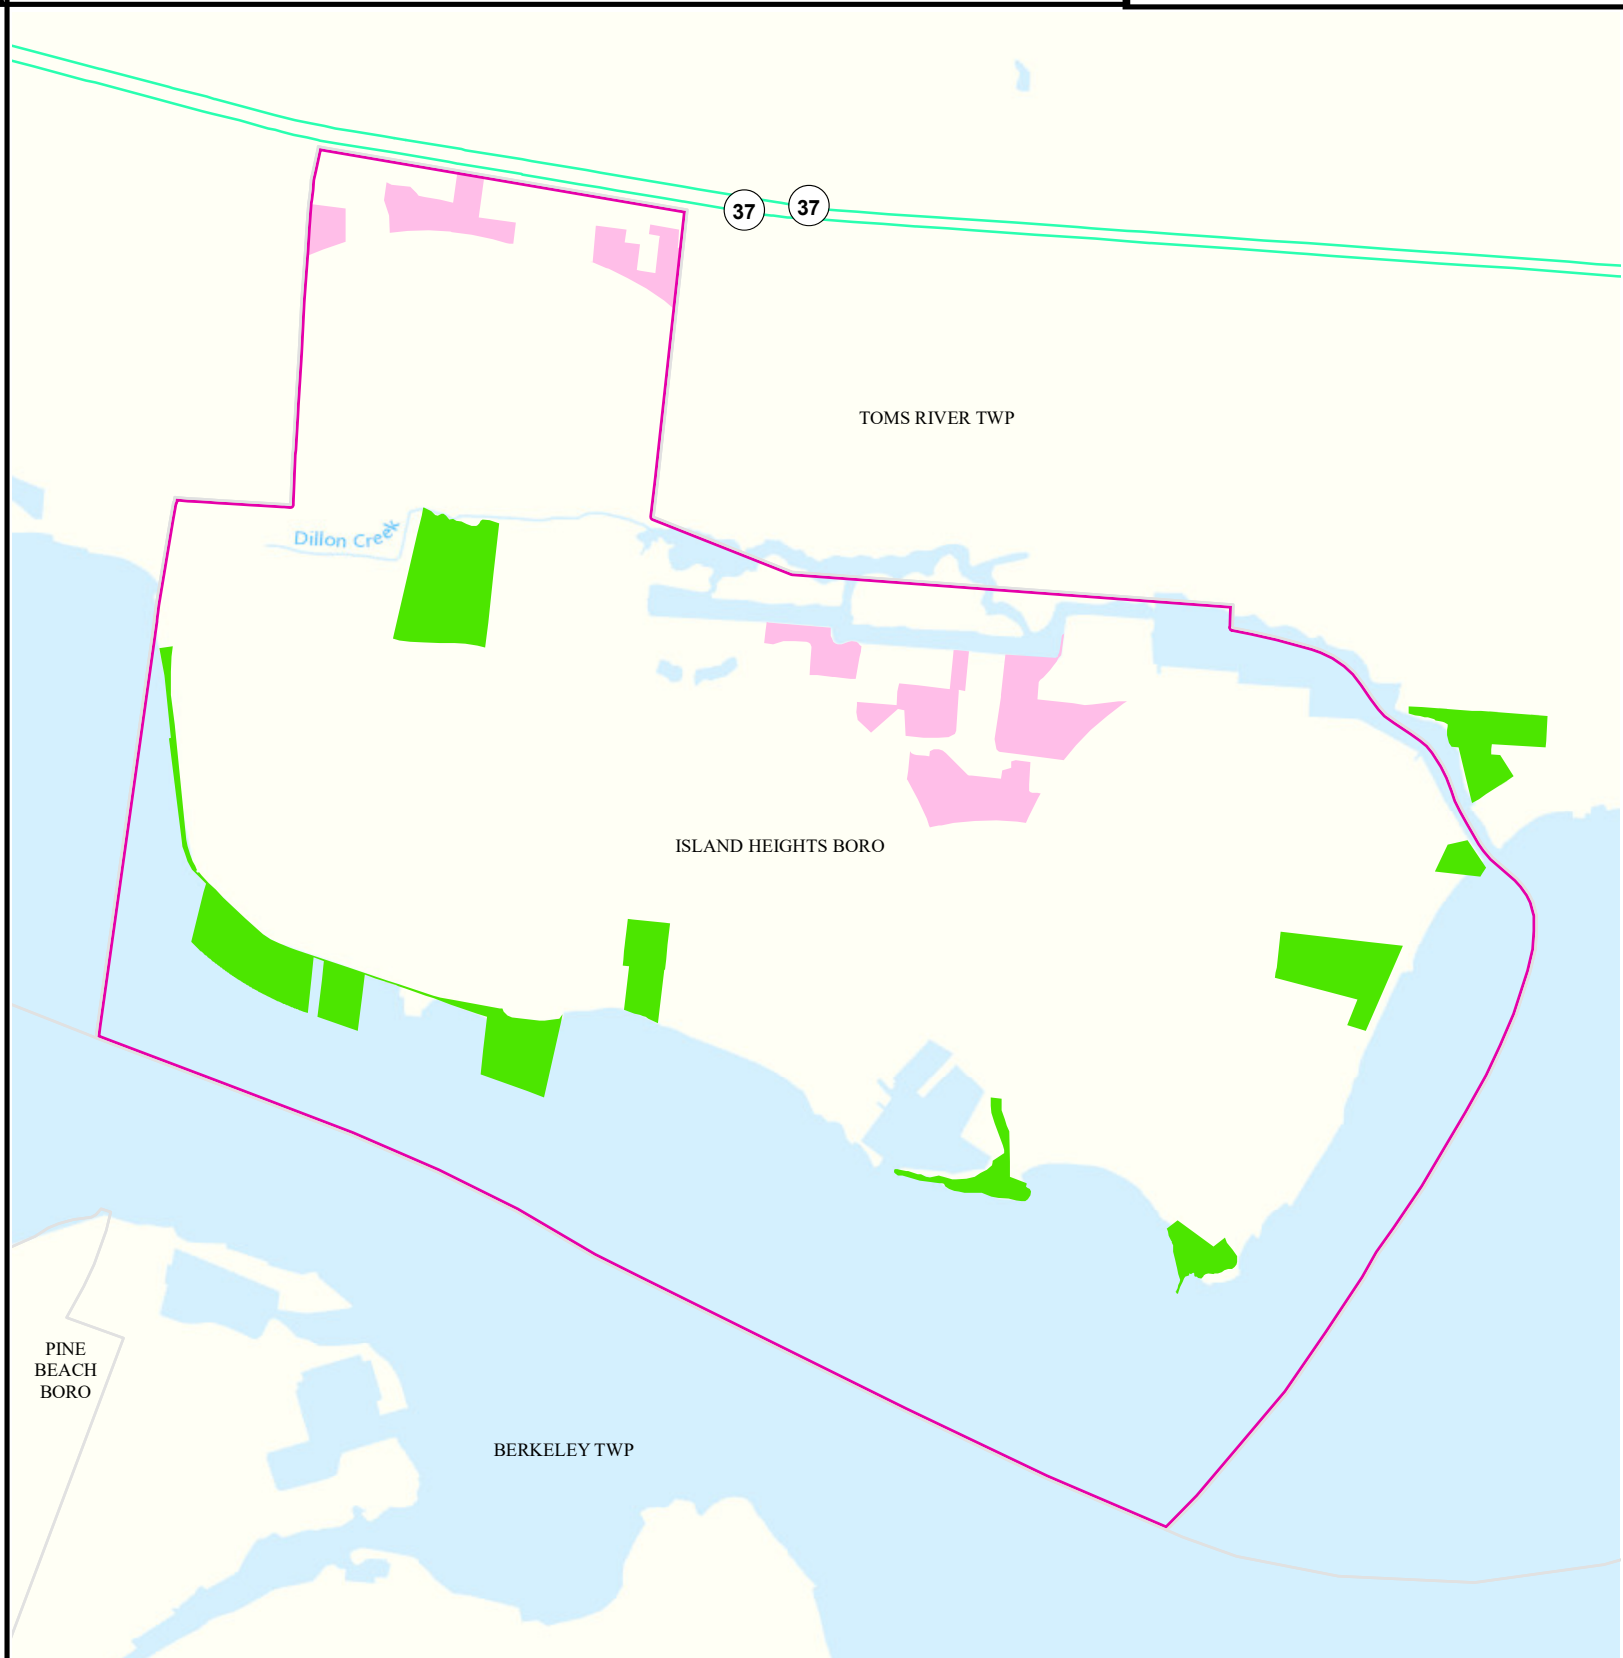 37
37
TOMS RIVER TWP
Dillon Creek
ISLAND HEIGHTS BORO
PINE
BEACH
BORO
BERKELEY TWP